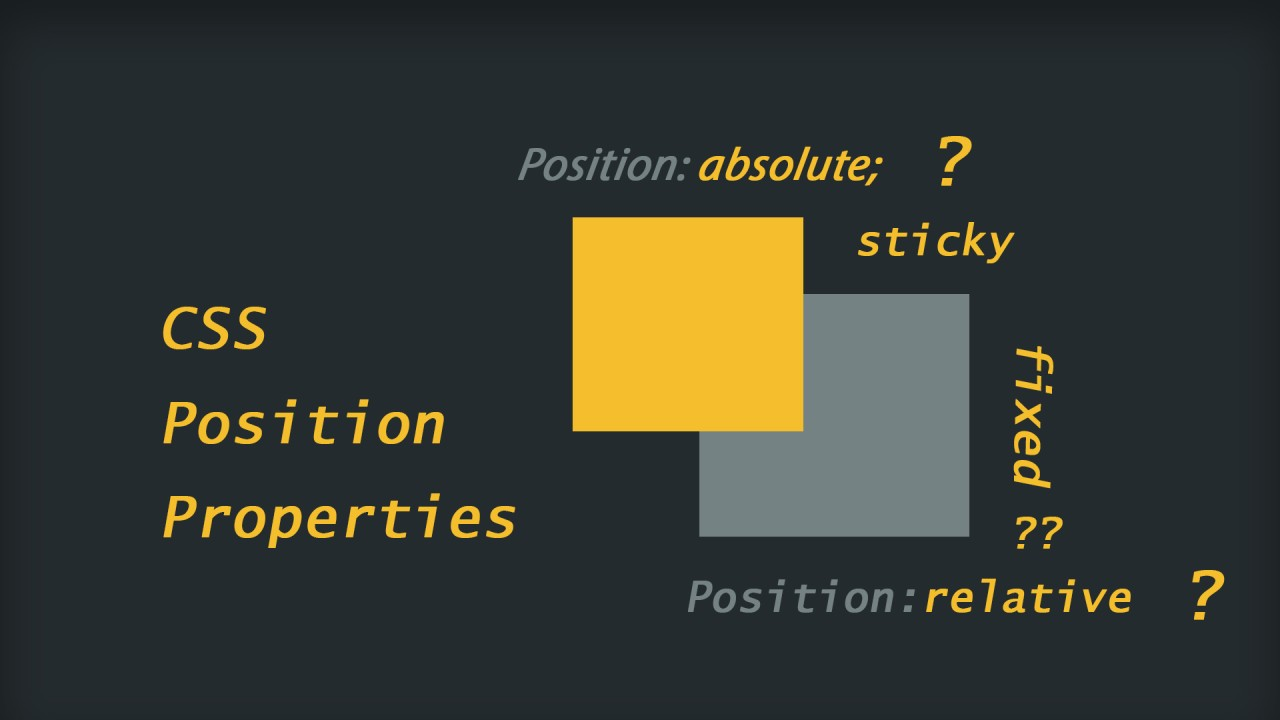 Position: absolute; ?
sticky
CSS
Position
Properties
fixed
??
Position:relative ?